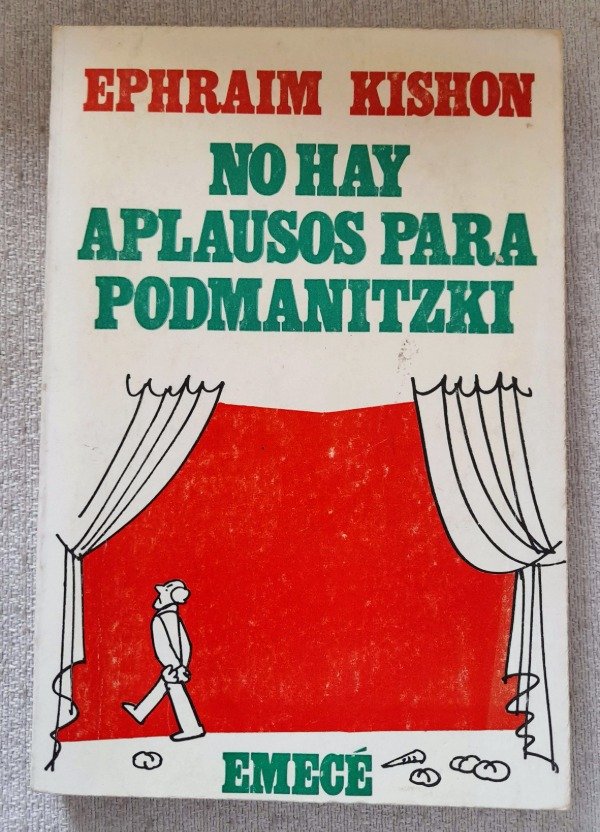 EPHRAIM KISHON
NO HAY
APLAUSOS PARA
PODMANITZKI
EMECÉ